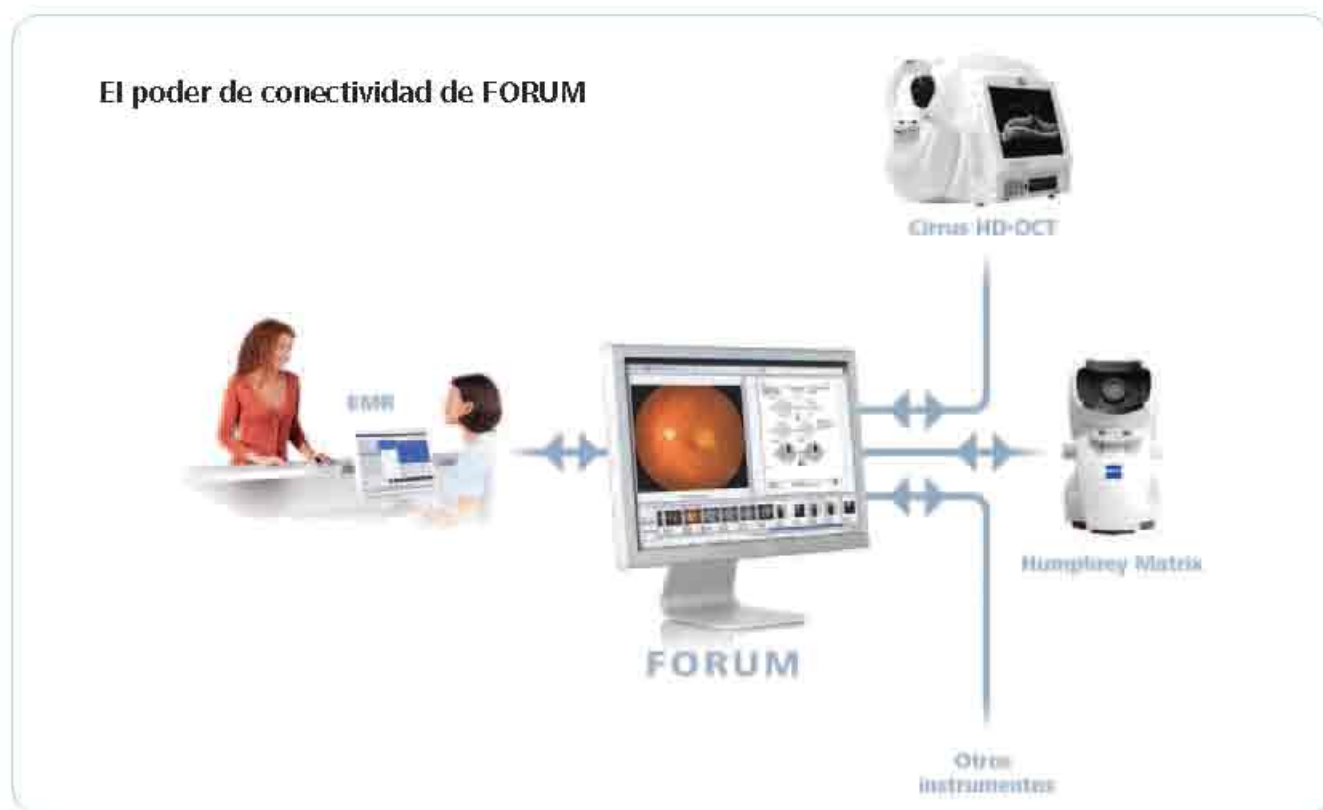 El poder de conectividad de FORUM
Cirrus HD-OCT
EMR
Humphrey Matrix
FORUM
Otros
instrumentos